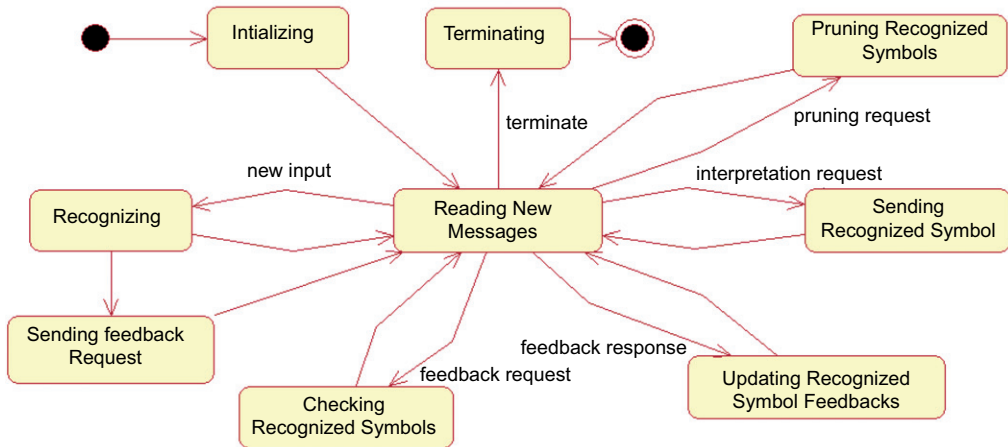 Intializing
Terminating
Pruning Recognized
Symbols
terminate
pruning request
new input
interpretation request
Recognizing
Reading New
Messages
Sending
Recognized Symbol
Sending feedback
Request
feedback response
feedback request
Checking
Recognized Symbols
Updating Recognized
Symbol Feedbacks